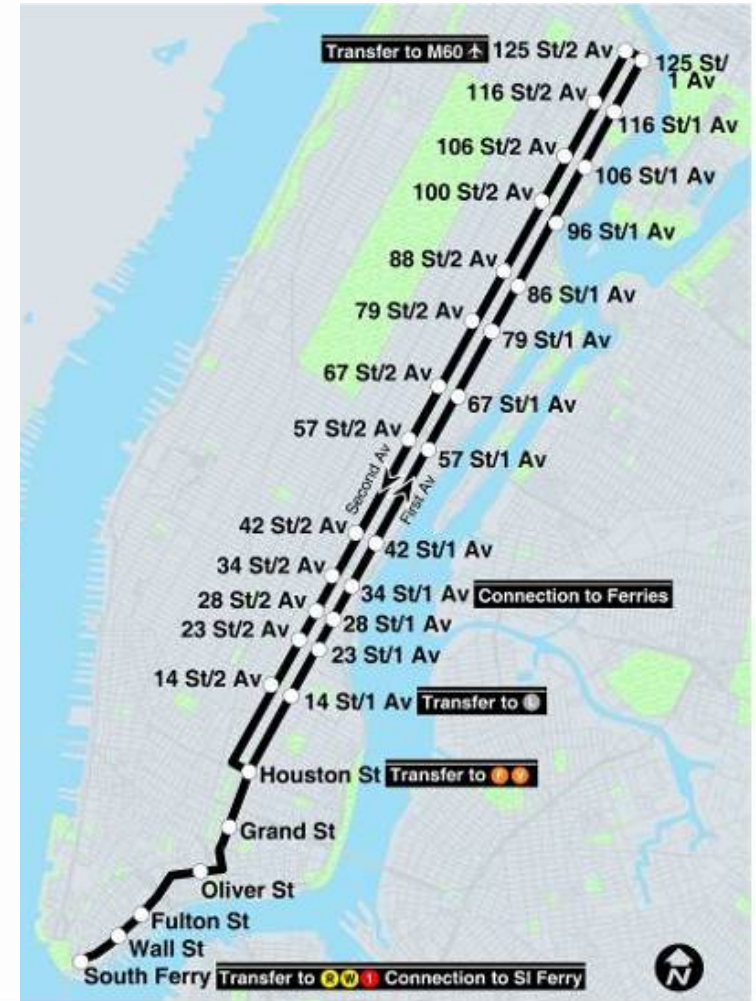 Transfer to M60 125 St/2 Av
125 St/
1 Av
116 St/2 Av
116 St/1 Av
106 St/2 Av
106 St/1 Av
100 St/2 Av
96 St/1 Av
88 St/2 Av
86 St/1 Av
79 St/2 Av
79 St/1 Av
67 St/2 Av
67 St/1 Av
57 St/2 Av
57 St/1 Av
Second Av
First Av
42 St/2 Av
42 St/1 Av
34 St/2 Av
34 St/1 Av Connection to Ferries
28 St/2 Av
28 St/1 Av
23 St/2 Av
23 St/1 Av
14 St/2 Av
14 St/1 Av Transfer to L
Houston St Transfer to F V
Grand St
Oliver St
Fulton St
Wall St
South Ferry Transfer to R W 1 Connection to SI Ferry
N